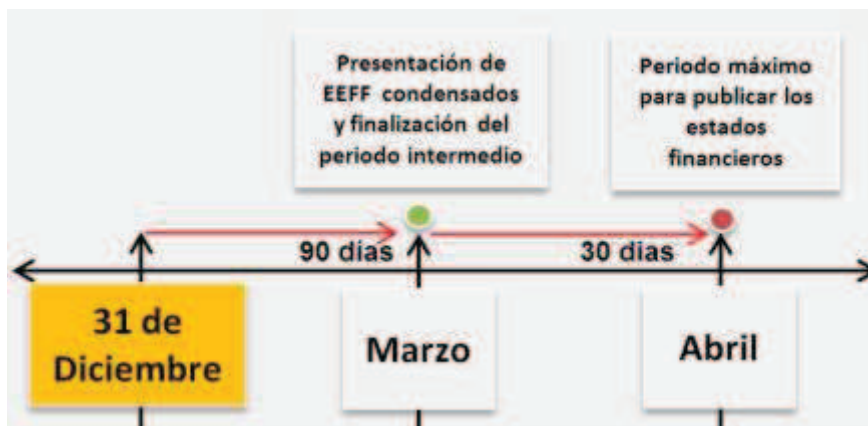 Presentación de
EEFF condensados
y finalización del
periodo intermedio
Periodo máximo
para publicar los
estados
financieros
90 días
30 días
31 de
Diciembre
Marzo
Abril